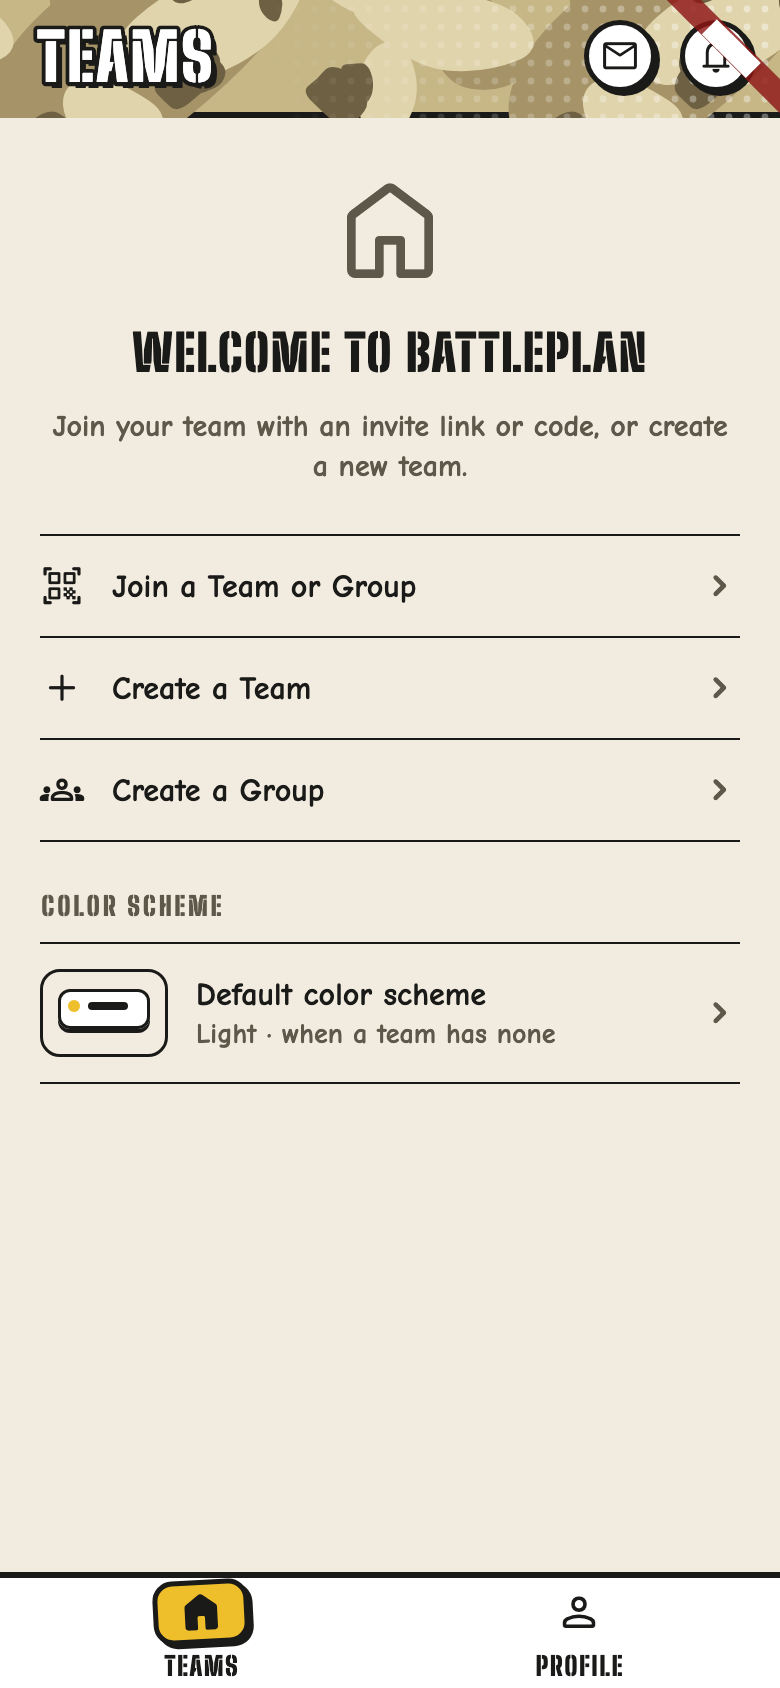 TEAMS
WELCOME TO BATTLEPLAN
Join your team with an invite link or code, or create
a new team.
Join a Team or Group
Create a Team
Create a Group
COLOR SCHEME
Default color scheme
Light · when a team has none
TEAMS
PROFILE